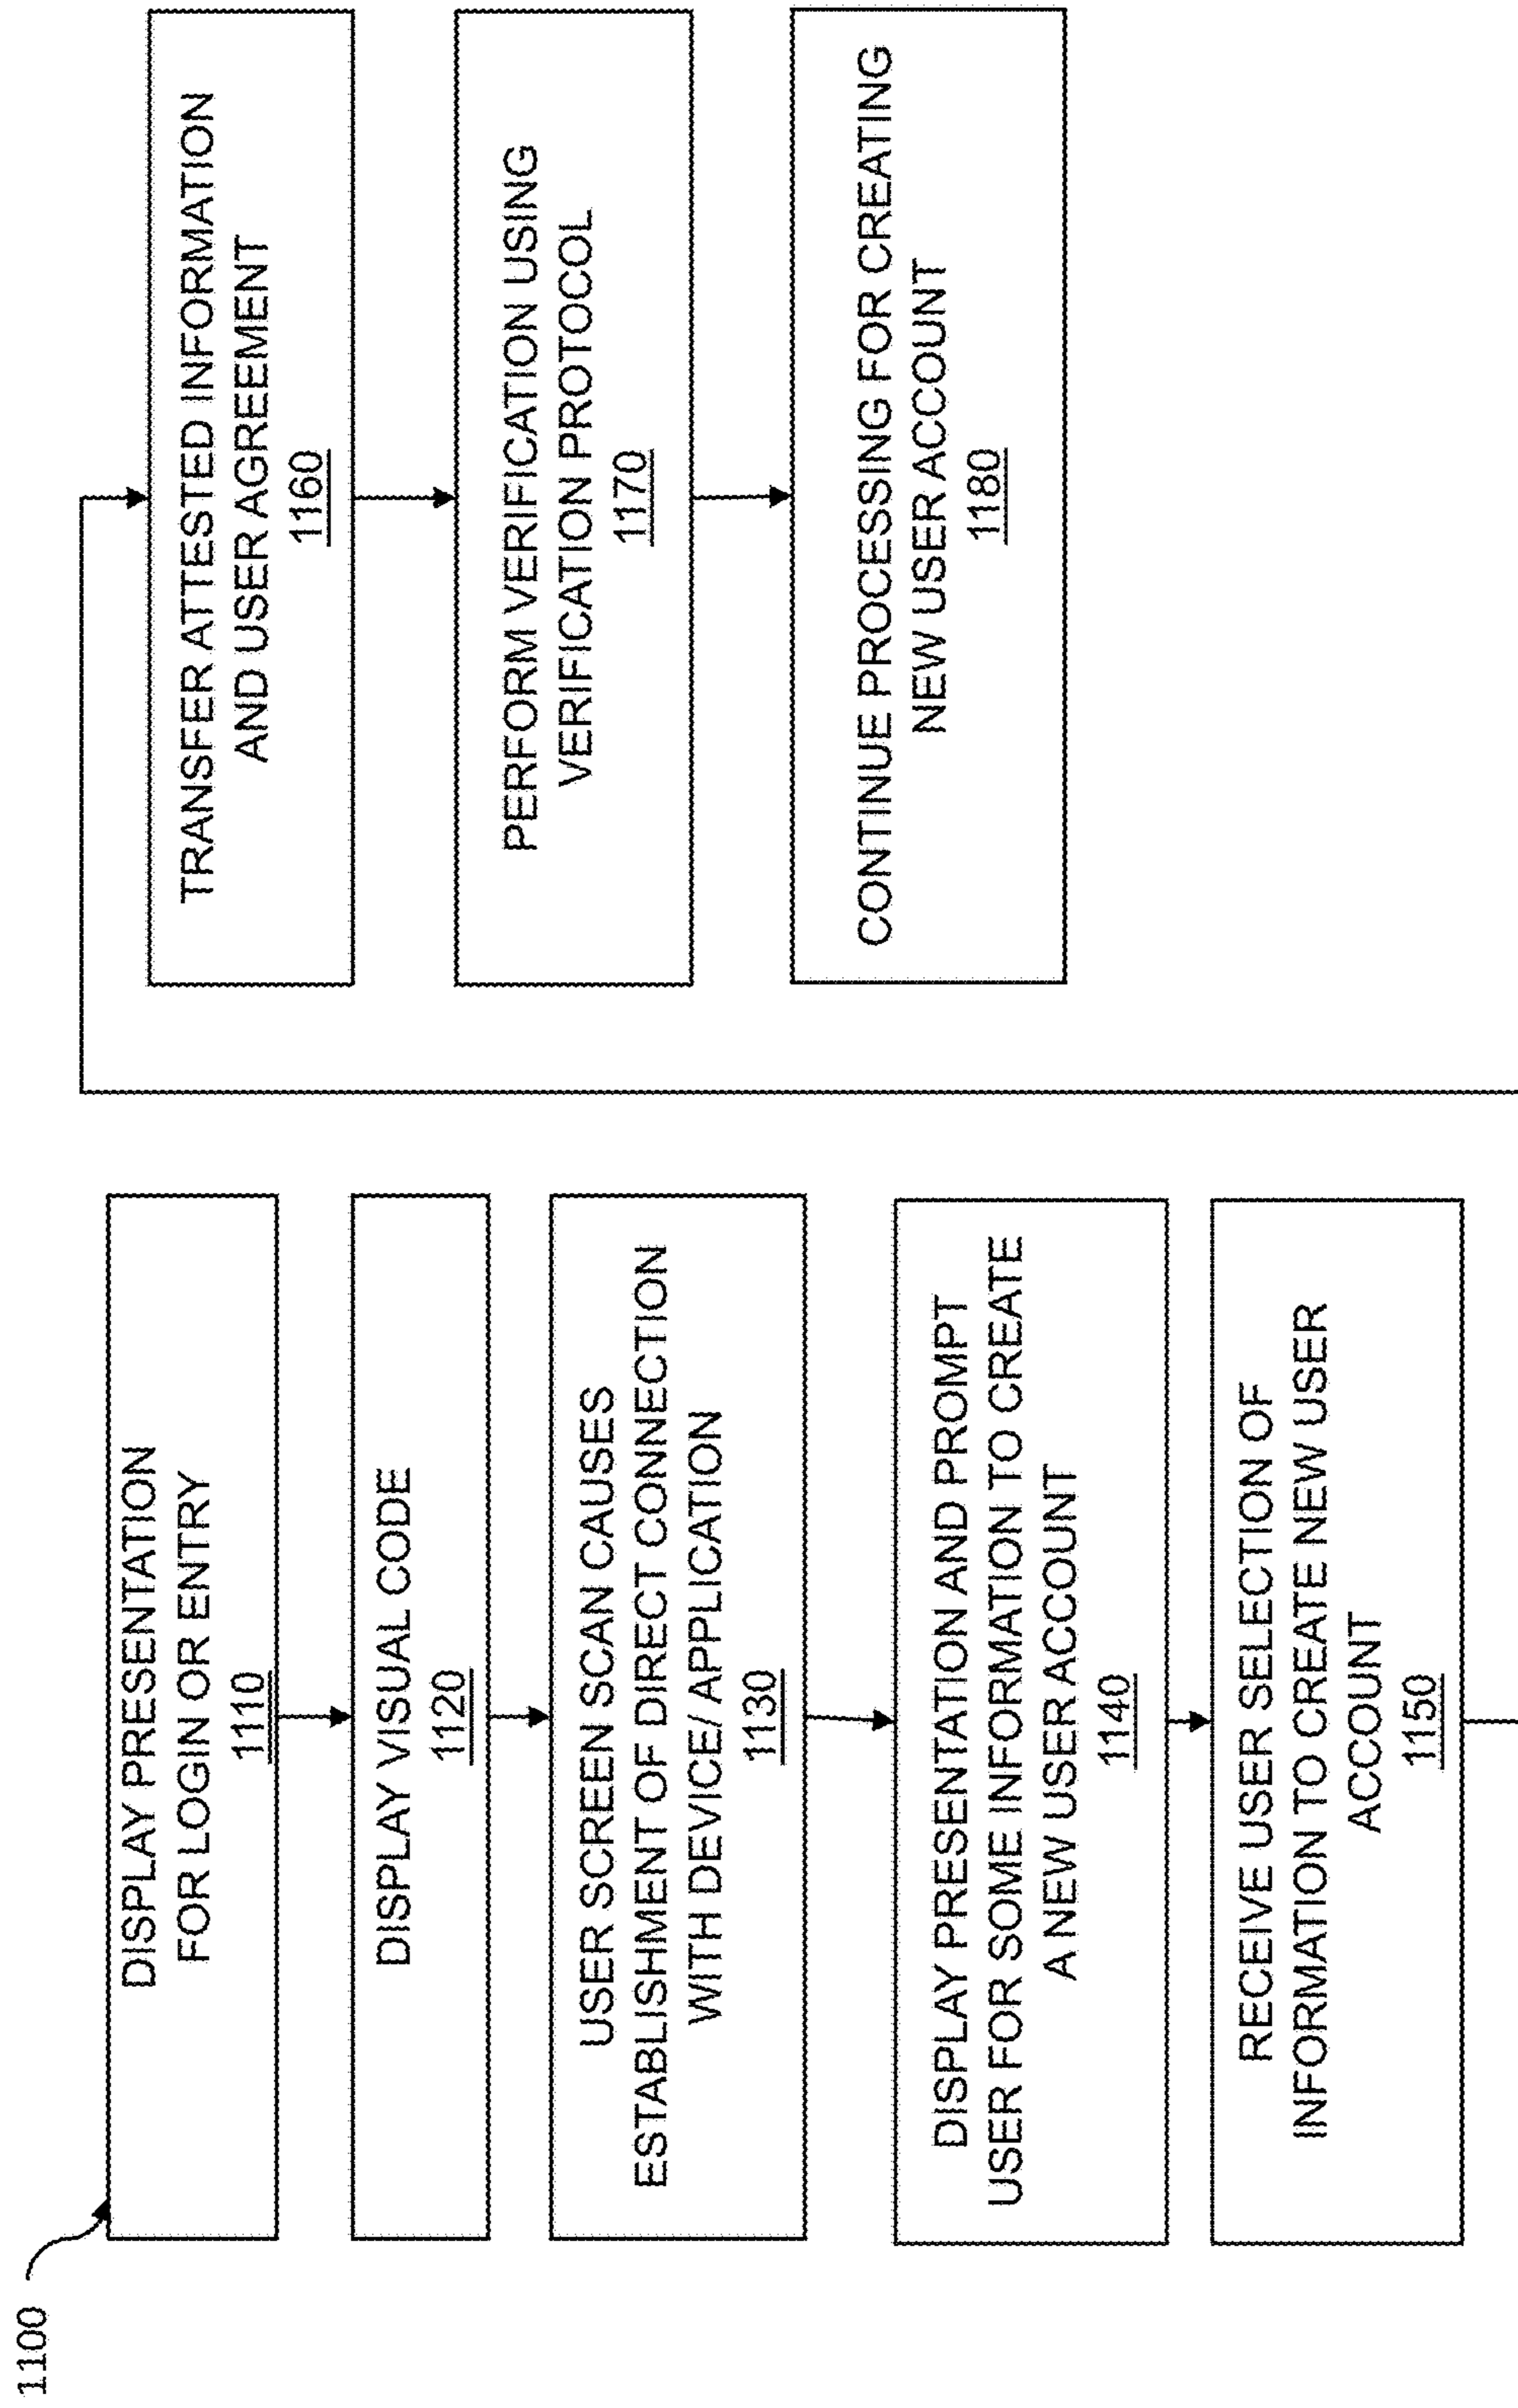 1100
DISPLAY PRESENTATION
FOR LOGIN OR ENTRY
1110
DISPLAY VISUAL CODE
1120
USER SCREEN SCAN CAUSES
ESTABLISHMENT OF DIRECT CONNECTION
WITH DEVICE/ APPLICATION
1130
DISPLAY PRESENTATION AND PROMPT
USER FOR SOME INFORMATION TO CREATE
A NEW USER ACCOUNT
1140
RECEIVE USER SELECTION OF
INFORMATION TO CREATE NEW USER
ACCOUNT
1150
TRANSFER ATTESTED INFORMATION
AND USER AGREEMENT
1160
PERFORM VERIFICATION USING
VERIFICATION PROTOCOL
1170
CONTINUE PROCESSING FOR CREATING
NEW USER ACCOUNT
1180